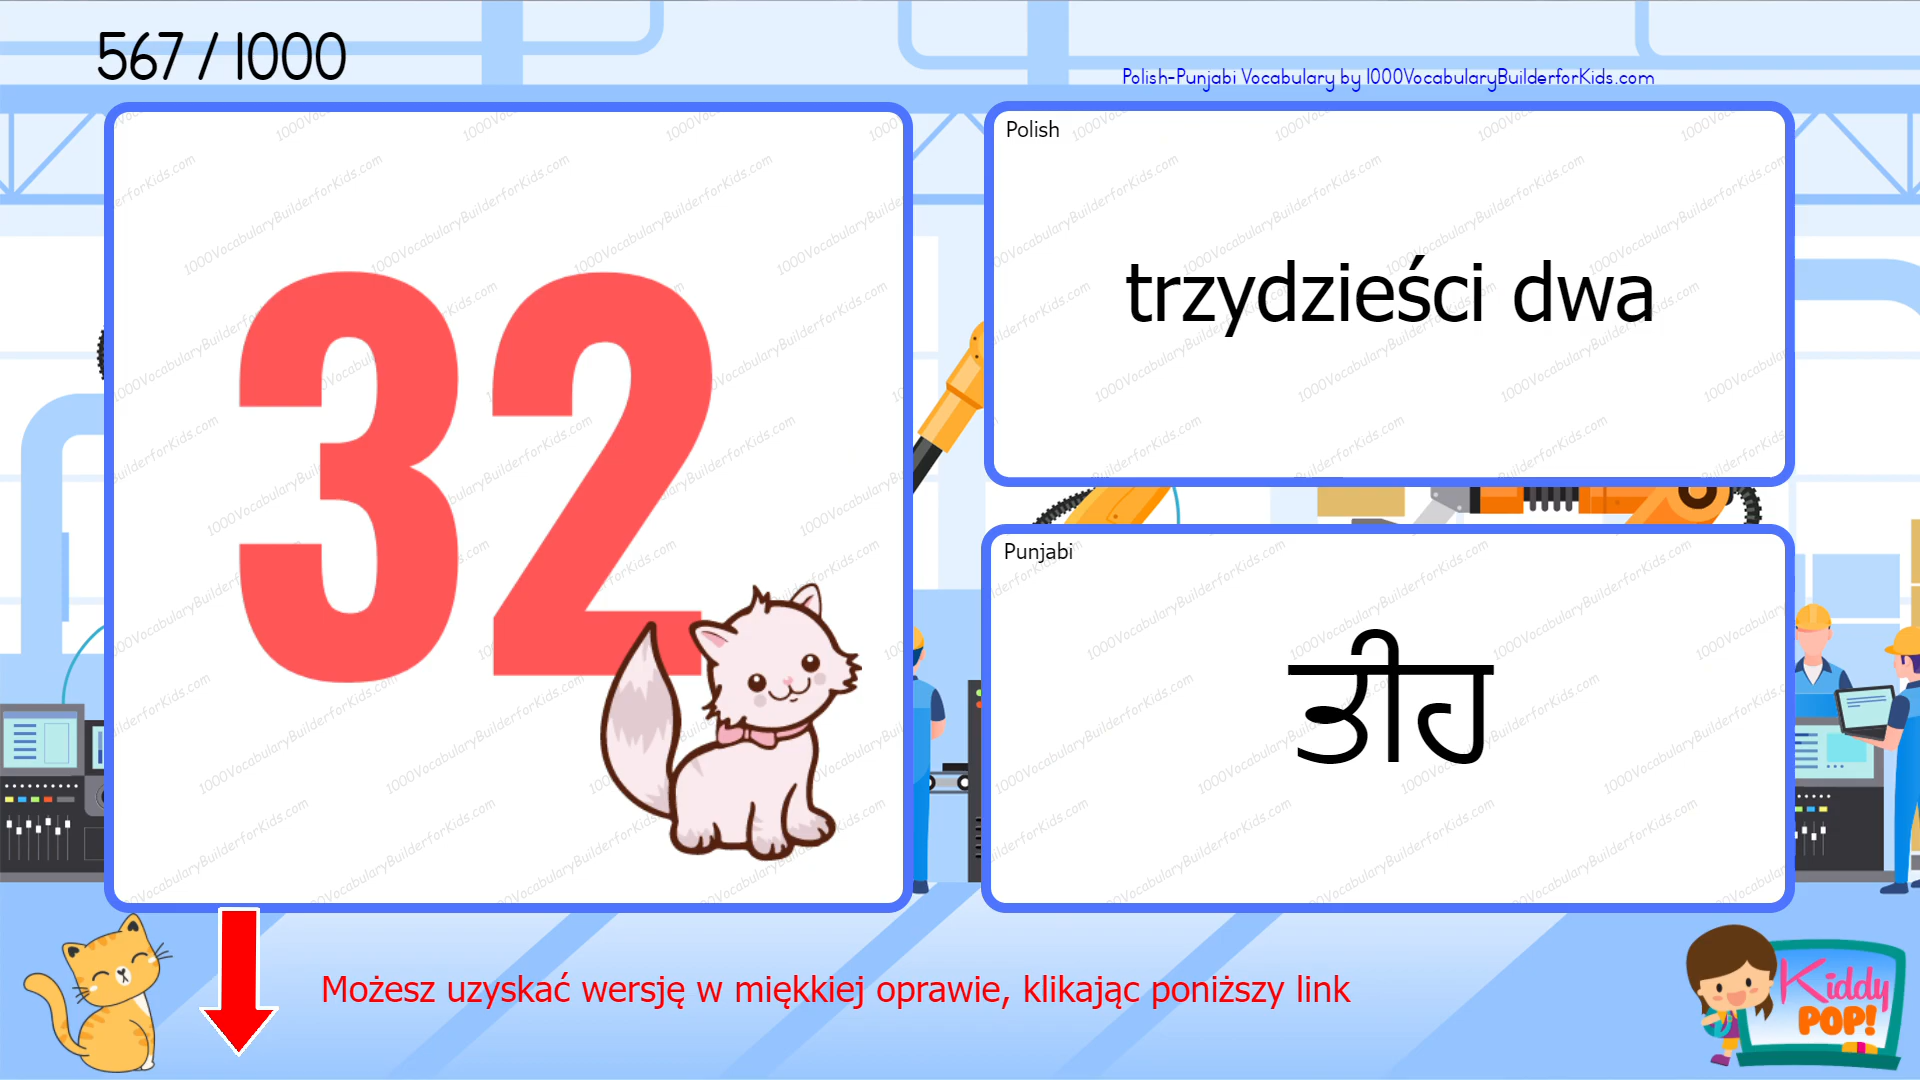 567 / 1000
Polish-Punjabi Vocabulary by 1000VocabularyBuilderforKids.com
32
Polish
trzydzieści dwa
Punjabi
ਤੀਹ
Możesz uzyskać wersję w miękkiej oprawie, klikając poniższy link
Kiddy
POP!